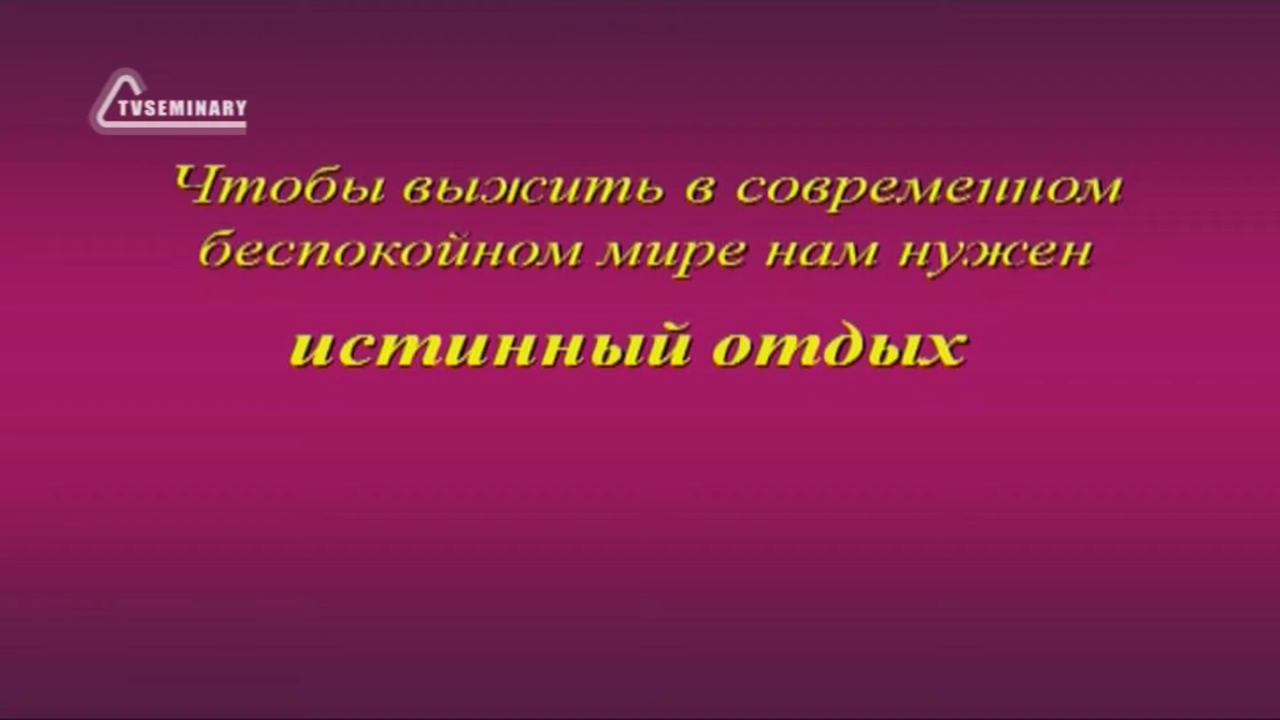 TVSEMINARY
Чтобы выжить в современном
беспокойном мире нам нужен
истинный отдых